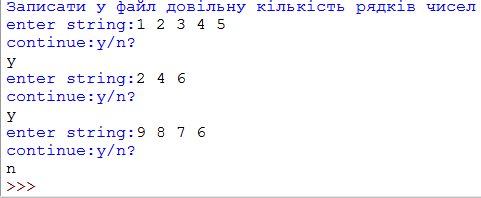 Записати у файл довільну кількість рядків чисел
enter string:1 2 3 4 5
continue:y/n?
y
enter string:2 4 6
continue:y/n?
y
enter string:9 8 7 6
continue:y/n?
n
>>>